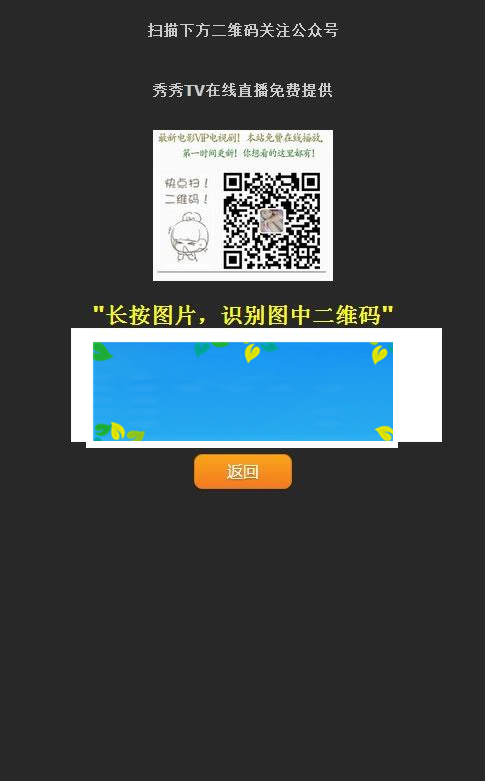 扫描下方二维码关注公众号
秀秀TV在线直播免费提供
最新电影VIP电视剧！本站免费在线播放.
第一时间更新！你想看的这里都有！
快点扫！
二维码！
"长按图片，识别图中二维码"
返回